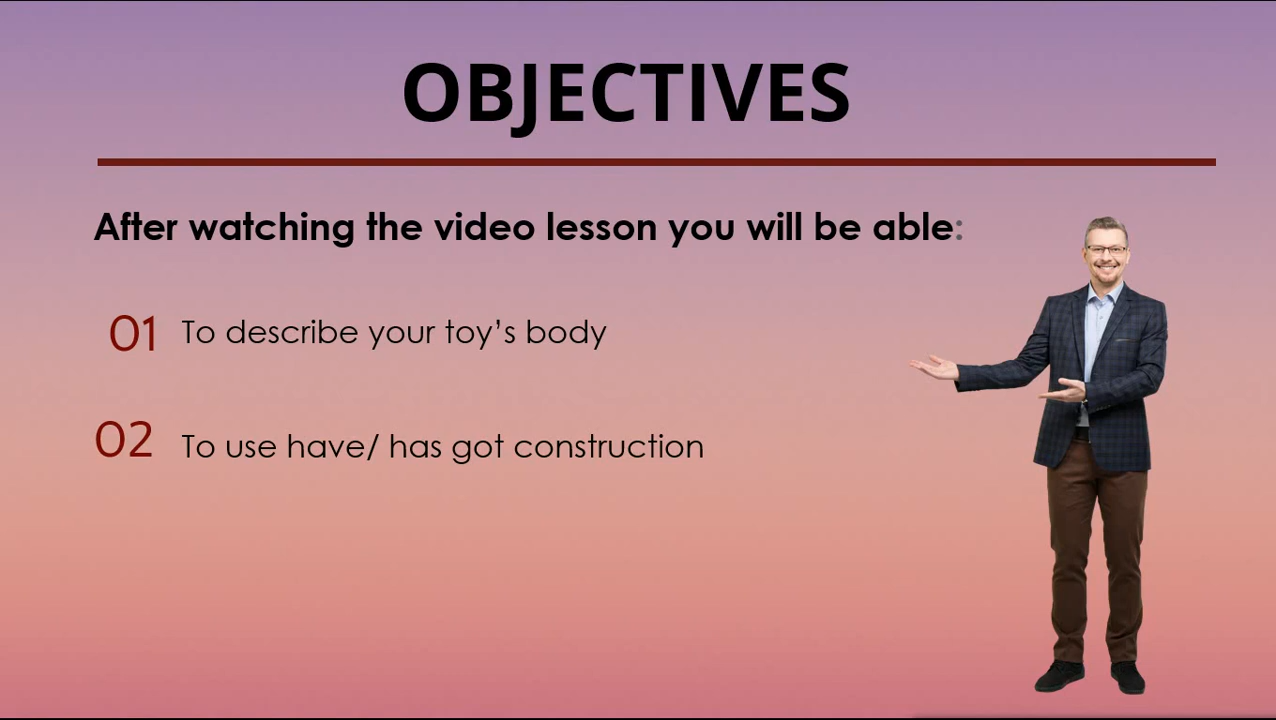 OBJECTIVES
After watching the video lesson you will be able:
01 To describe your toy’s body
02 To use have/ has got construction